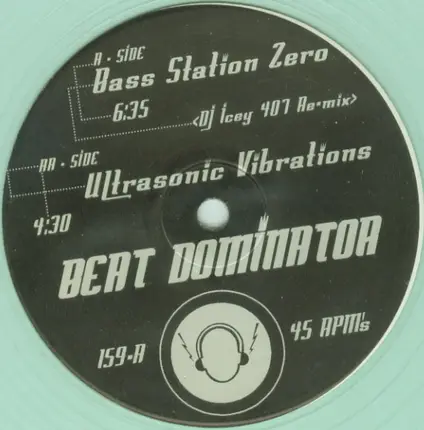 A • SIDE
Bass Station Zero
6:35
<DJ Icey 407 Re•mix>
AA • SIDE
Ultrasonic Vibrations
4:30
BEAT DOMINATOR
159-A
45 RPM's